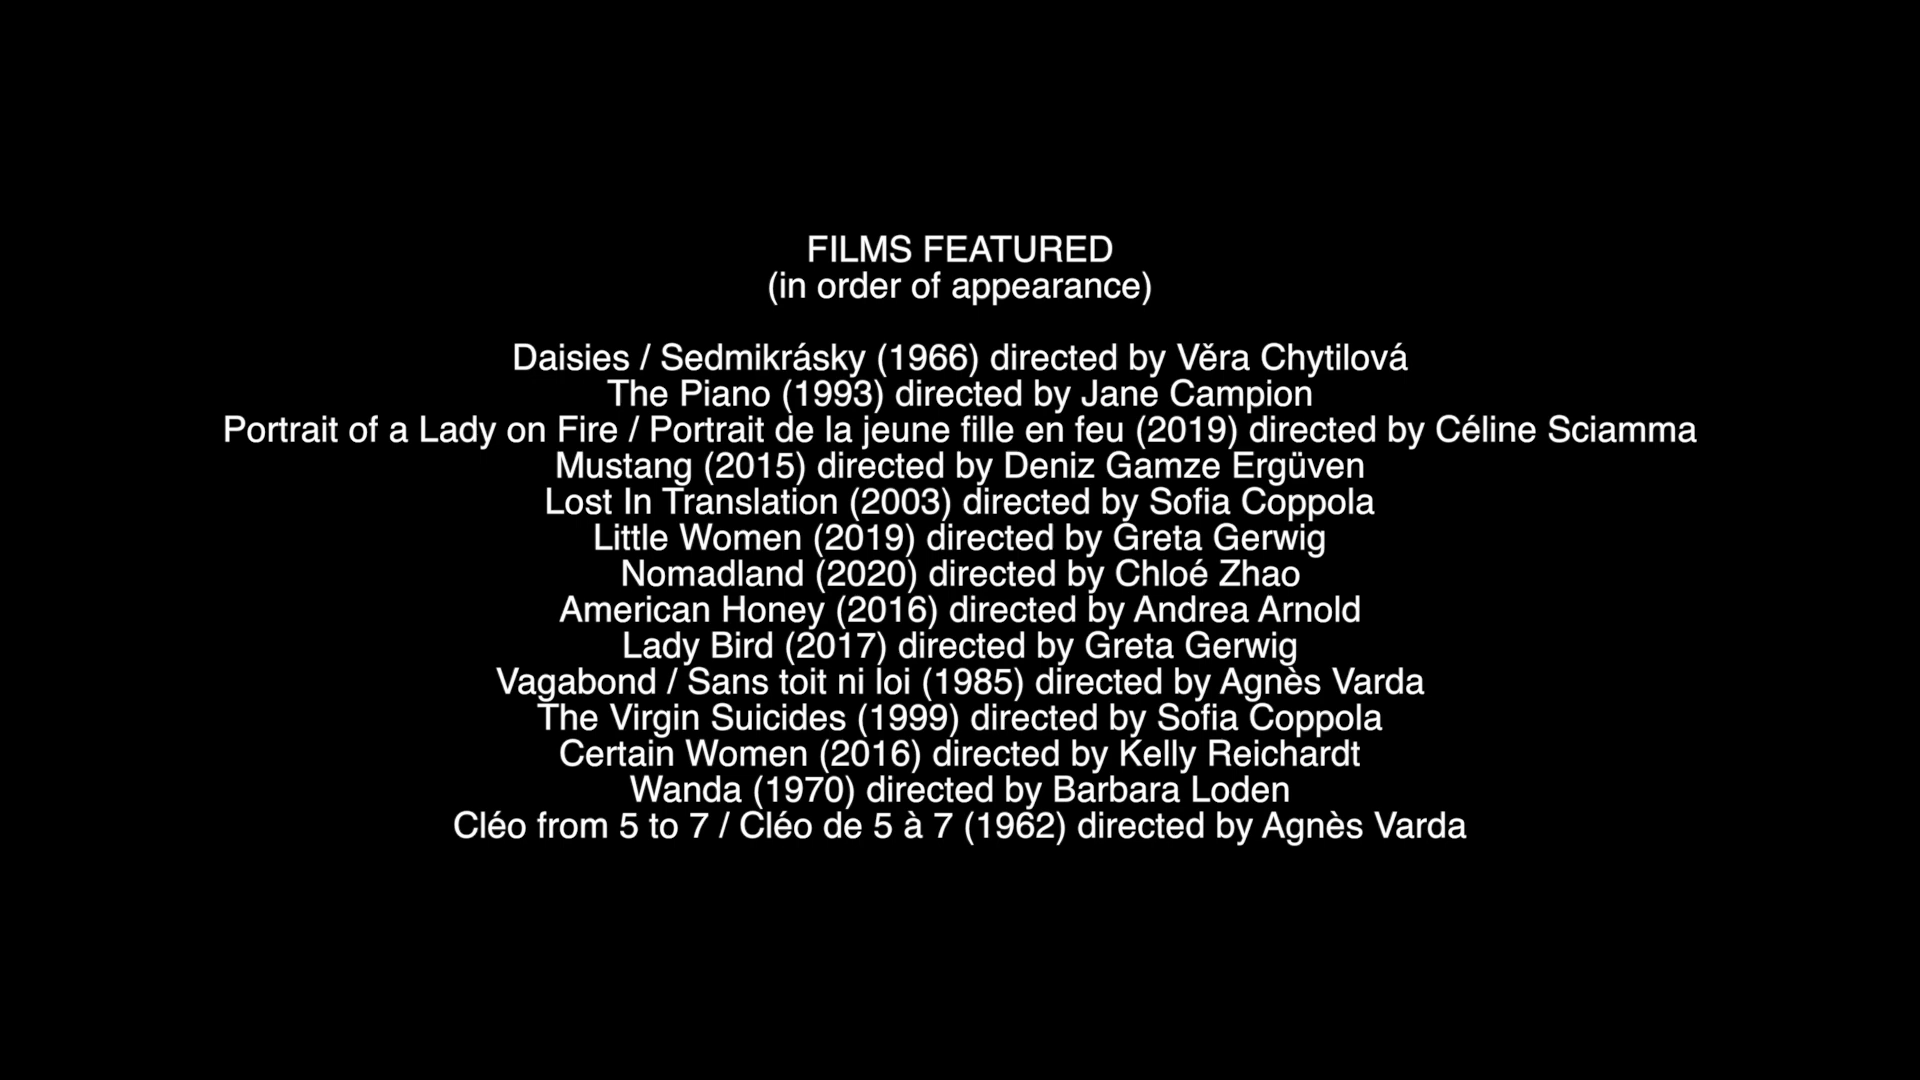 FILMS FEATURED
(in order of appearance)
Daisies / Sedmikrásky (1966) directed by Věra Chytilová
The Piano (1993) directed by Jane Campion
Portrait of a Lady on Fire / Portrait de la jeune fille en feu (2019) directed by Céline Sciamma
Mustang (2015) directed by Deniz Gamze Ergüven
Lost In Translation (2003) directed by Sofia Coppola
Little Women (2019) directed by Greta Gerwig
Nomadland (2020) directed by Chloé Zhao
American Honey (2016) directed by Andrea Arnold
Lady Bird (2017) directed by Greta Gerwig
Vagabond / Sans toit ni loi (1985) directed by Agnès Varda
The Virgin Suicides (1999) directed by Sofia Coppola
Certain Women (2016) directed by Kelly Reichardt
Wanda (1970) directed by Barbara Loden
Cléo from 5 to 7 / Cléo de 5 à 7 (1962) directed by Agnès Varda